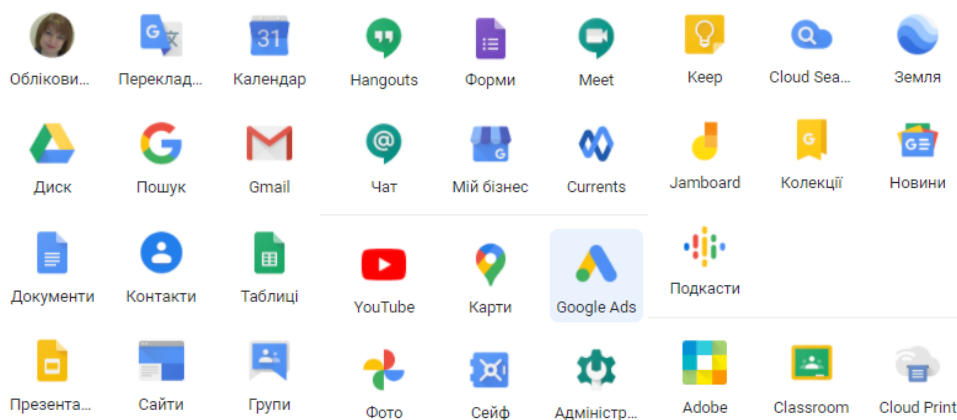 Облікови...
Переклад...
Календар
Hangouts
Форми
Meet
Keep
Cloud Sea...
Земля
Диск
Пошук
Gmail
Чат
Мій бізнес
Currents
Jamboard
Колекції
Новини
Документи
Контакти
Таблиці
YouTube
Карти
Google Ads
Подкасти
Презента...
Сайти
Групи
Фото
Сейф
Адміністр...
Adobe
Classroom
Cloud Print
31
G
G
GE